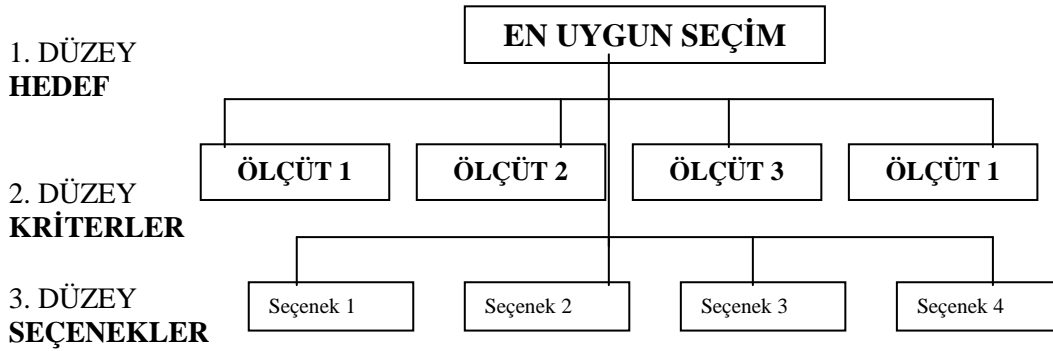 EN UYGUN SEÇİM
1. DÜZEY
HEDEF
ÖLÇÜT 1
ÖLÇÜT 2
ÖLÇÜT 3
ÖLÇÜT 1
2. DÜZEY
KRİTERLER
3. DÜZEY
SEÇENEKLER
Seçenek 1
Seçenek 2
Seçenek 3
Seçenek 4